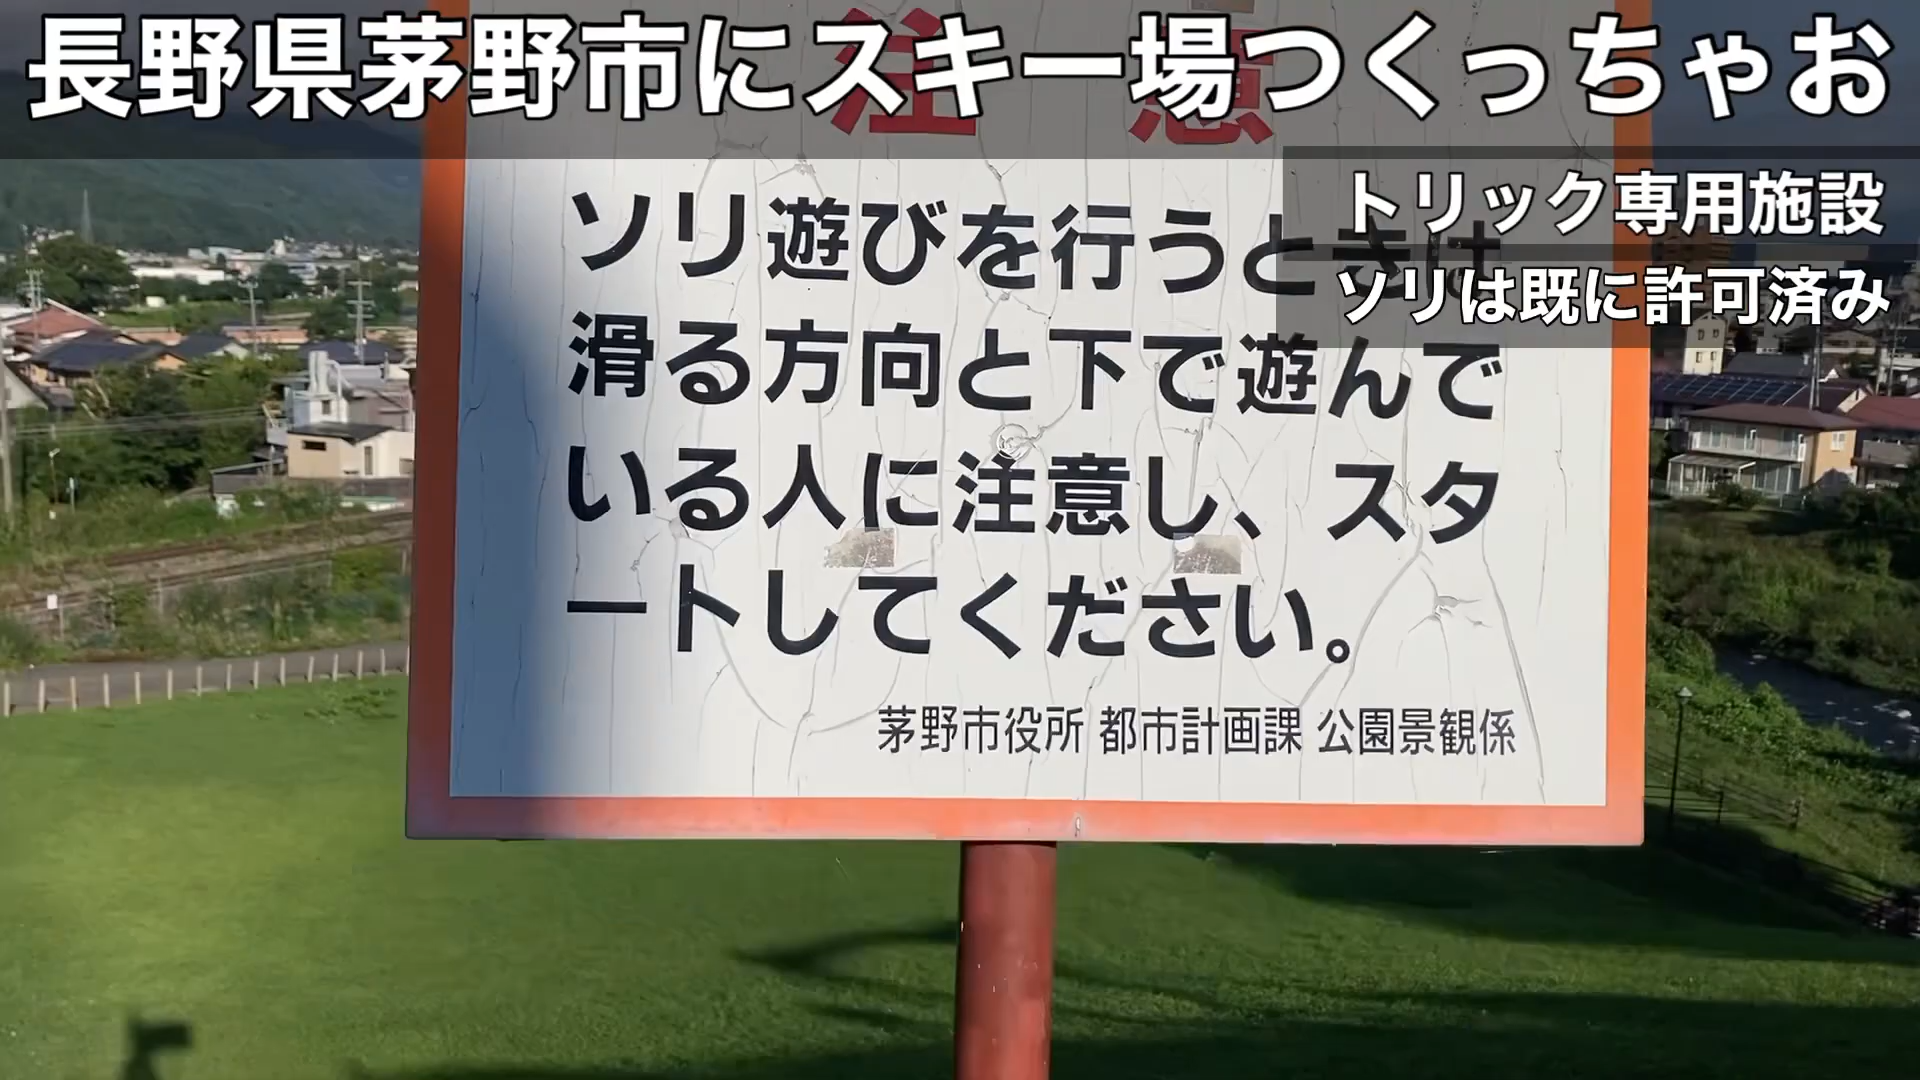 長野県茅野市にスキー場つくっちゃお
トリック専用施設
ソリは既に許可済み
注意
ソリ遊びを行うときは
滑る方向と下で遊んで
いる人に注意し、スタ
ートしてください。
茅野市役所 都市計画課 公園景観係